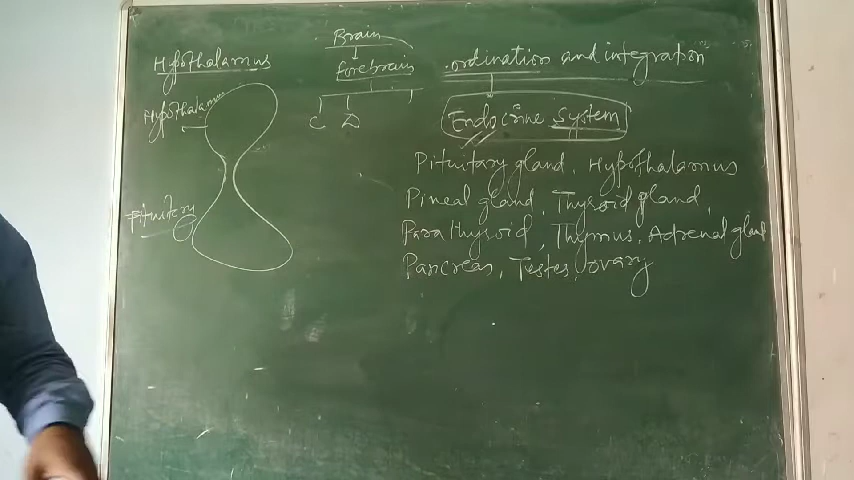 Brain
Hypothalamus
forebrain
C D
Hypothalamus
Pituitery
ordination and integration
Endocrine System
Pituitary gland, Hypothalamus
Pineal gland, Thyroid gland,
Parathyroid, Thymus, Adrenal gland
Pancreas, Testes, ovary